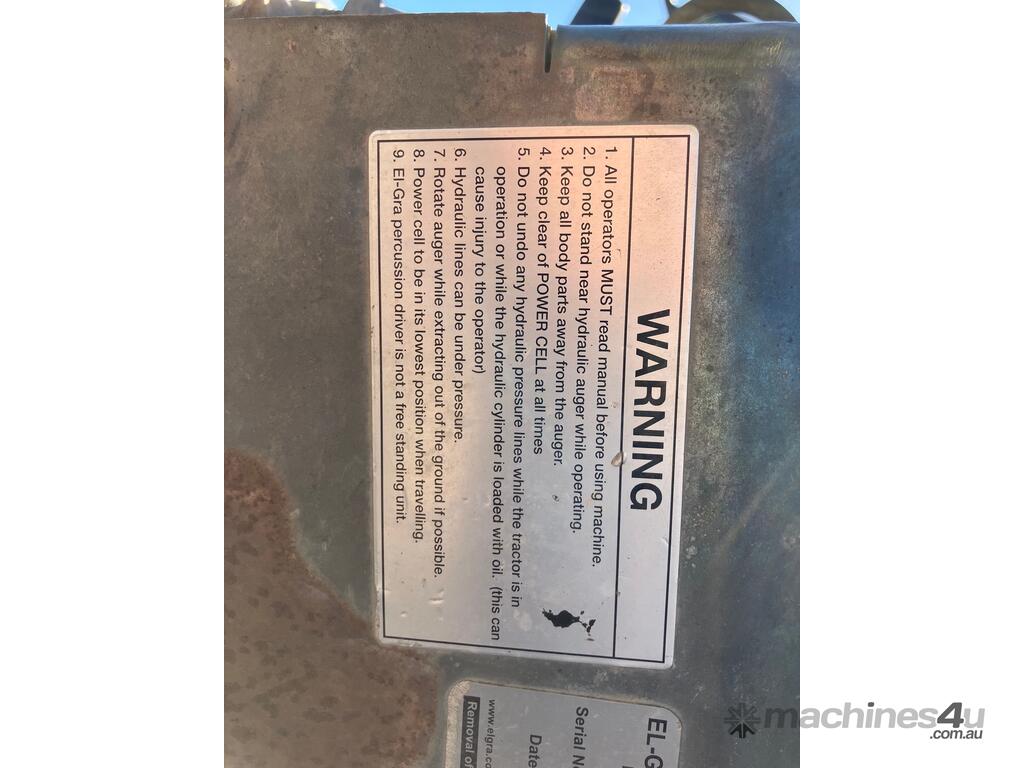 WARNING
1. All operators MUST read manual before using machine.
2. Do not stand near hydraulic auger while operating.
3. Keep all body parts away from the auger.
4. Keep clear of POWER CELL at all times
5. Do not undo any hydraulic pressure lines while the tractor is in
operation or while the hydraulic cylinder is loaded with oil. (this can
cause injury to the operator)
6. Hydraulic lines can be under pressure.
7. Rotate auger while extracting out of the ground if possible.
8. Power cell to be in its lowest position when travelling.
9. El-Gra percussion driver is not a free standing unit.
EL-G
Serial N
Date
www.elgra.co
Removal of
machines4u
.com.au